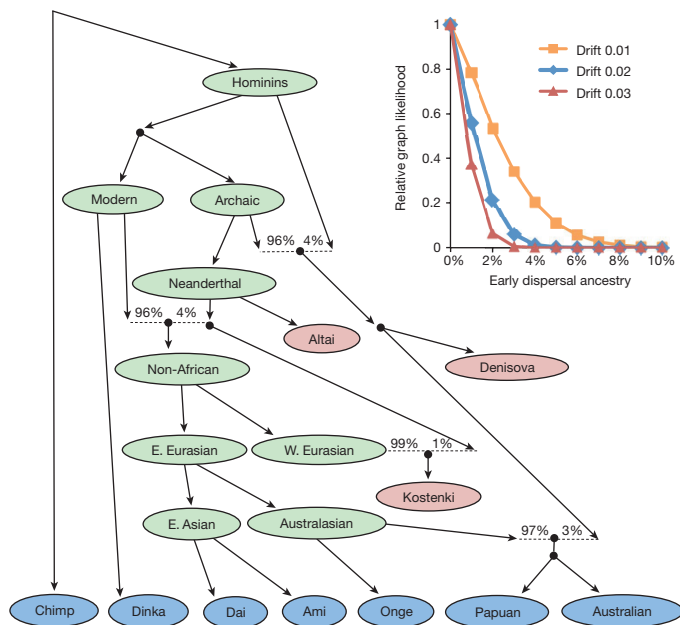 Hominins
Modern
Archaic
96% 4%
Neanderthal
96% 4%
Altai
Denisova
Non-African
E. Eurasian
W. Eurasian
99% 1%
Kostenki
E. Asian
Australasian
97% 3%
Chimp
Dinka
Dai
Ami
Onge
Papuan
Australian
Relative graph likelihood
1
0.8
0.6
0.4
0.2
0
Drift 0.01
Drift 0.02
Drift 0.03
0% 2% 4% 6% 8% 10%
Early dispersal ancestry